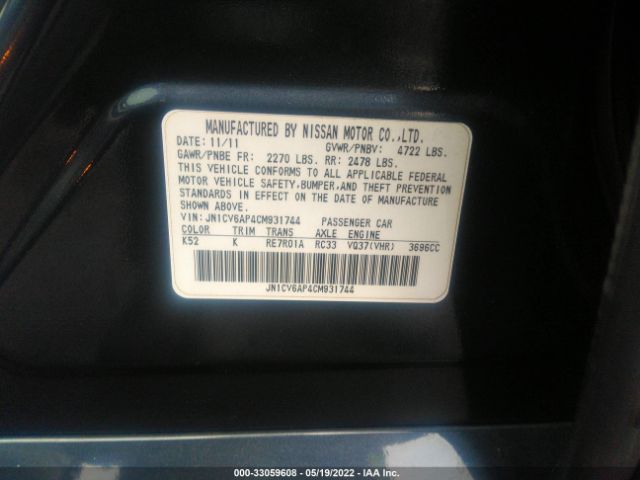 MANUFACTURED BY NISSAN MOTOR CO.,LTD.
DATE: 11/11 GVWR/PNBV: 4722 LBS.
GAWR/PNBE FR: 2270 LBS. RR: 2478 LBS.
THIS VEHICLE CONFORMS TO ALL APPLICABLE FEDERAL
MOTOR VEHICLE SAFETY,BUMPER,AND THEFT PREVENTION
STANDARDS IN EFFECT ON THE DATE OF MANUFACTURE
SHOWN ABOVE.
VIN: JN1CV6AP4CM931744 PASSENGER CAR
COLOR TRIM TRANS AXLE ENGINE
K52 K RE7R01A RC33 VQ37(VHR) 3696CC
JN1CV6AP4CM931744
000-33059608 - 05/19/2022 - IAA Inc.